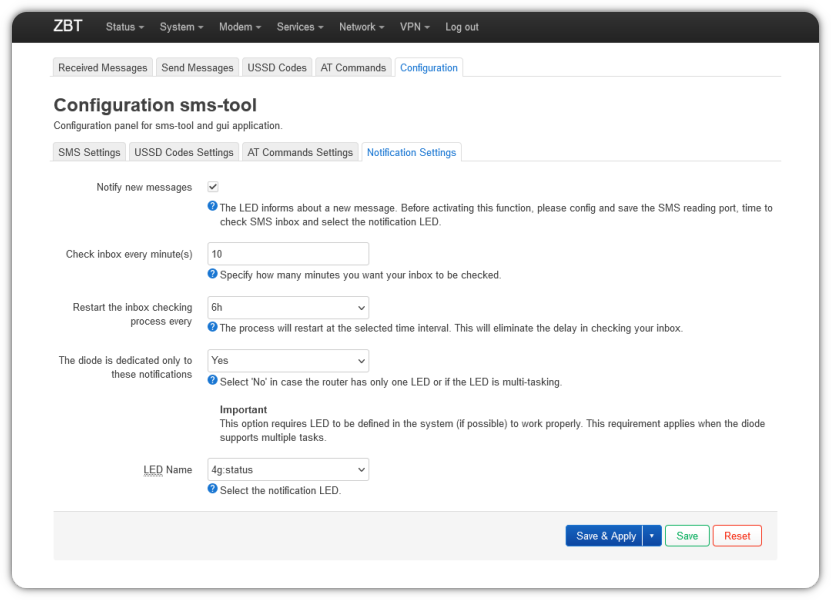 ZBT Status System Modem Services Network VPN Log out
Received Messages Send Messages USSD Codes AT Commands Configuration
Configuration sms-tool
Configuration panel for sms-tool and gui application.
SMS Settings USSD Codes Settings AT Commands Settings Notification Settings
Notify new messages
The LED informs about a new message. Before activating this function, please config and save the SMS reading port, time to
check SMS inbox and select the notification LED.
Check inbox every minute(s) 10
Specify how many minutes you want your inbox to be checked.
Restart the inbox checking
process every
6h
The process will restart at the selected time interval. This will eliminate the delay in checking your inbox.
The diode is dedicated only to
these notifications
Yes
Select 'No' in case the router has only one LED or if the LED is multi-tasking.
Important
This option requires LED to be defined in the system (if possible) to work properly. This requirement applies when the diode
supports multiple tasks.
LED Name 4g:status
Select the notification LED.
Save & Apply Save Reset